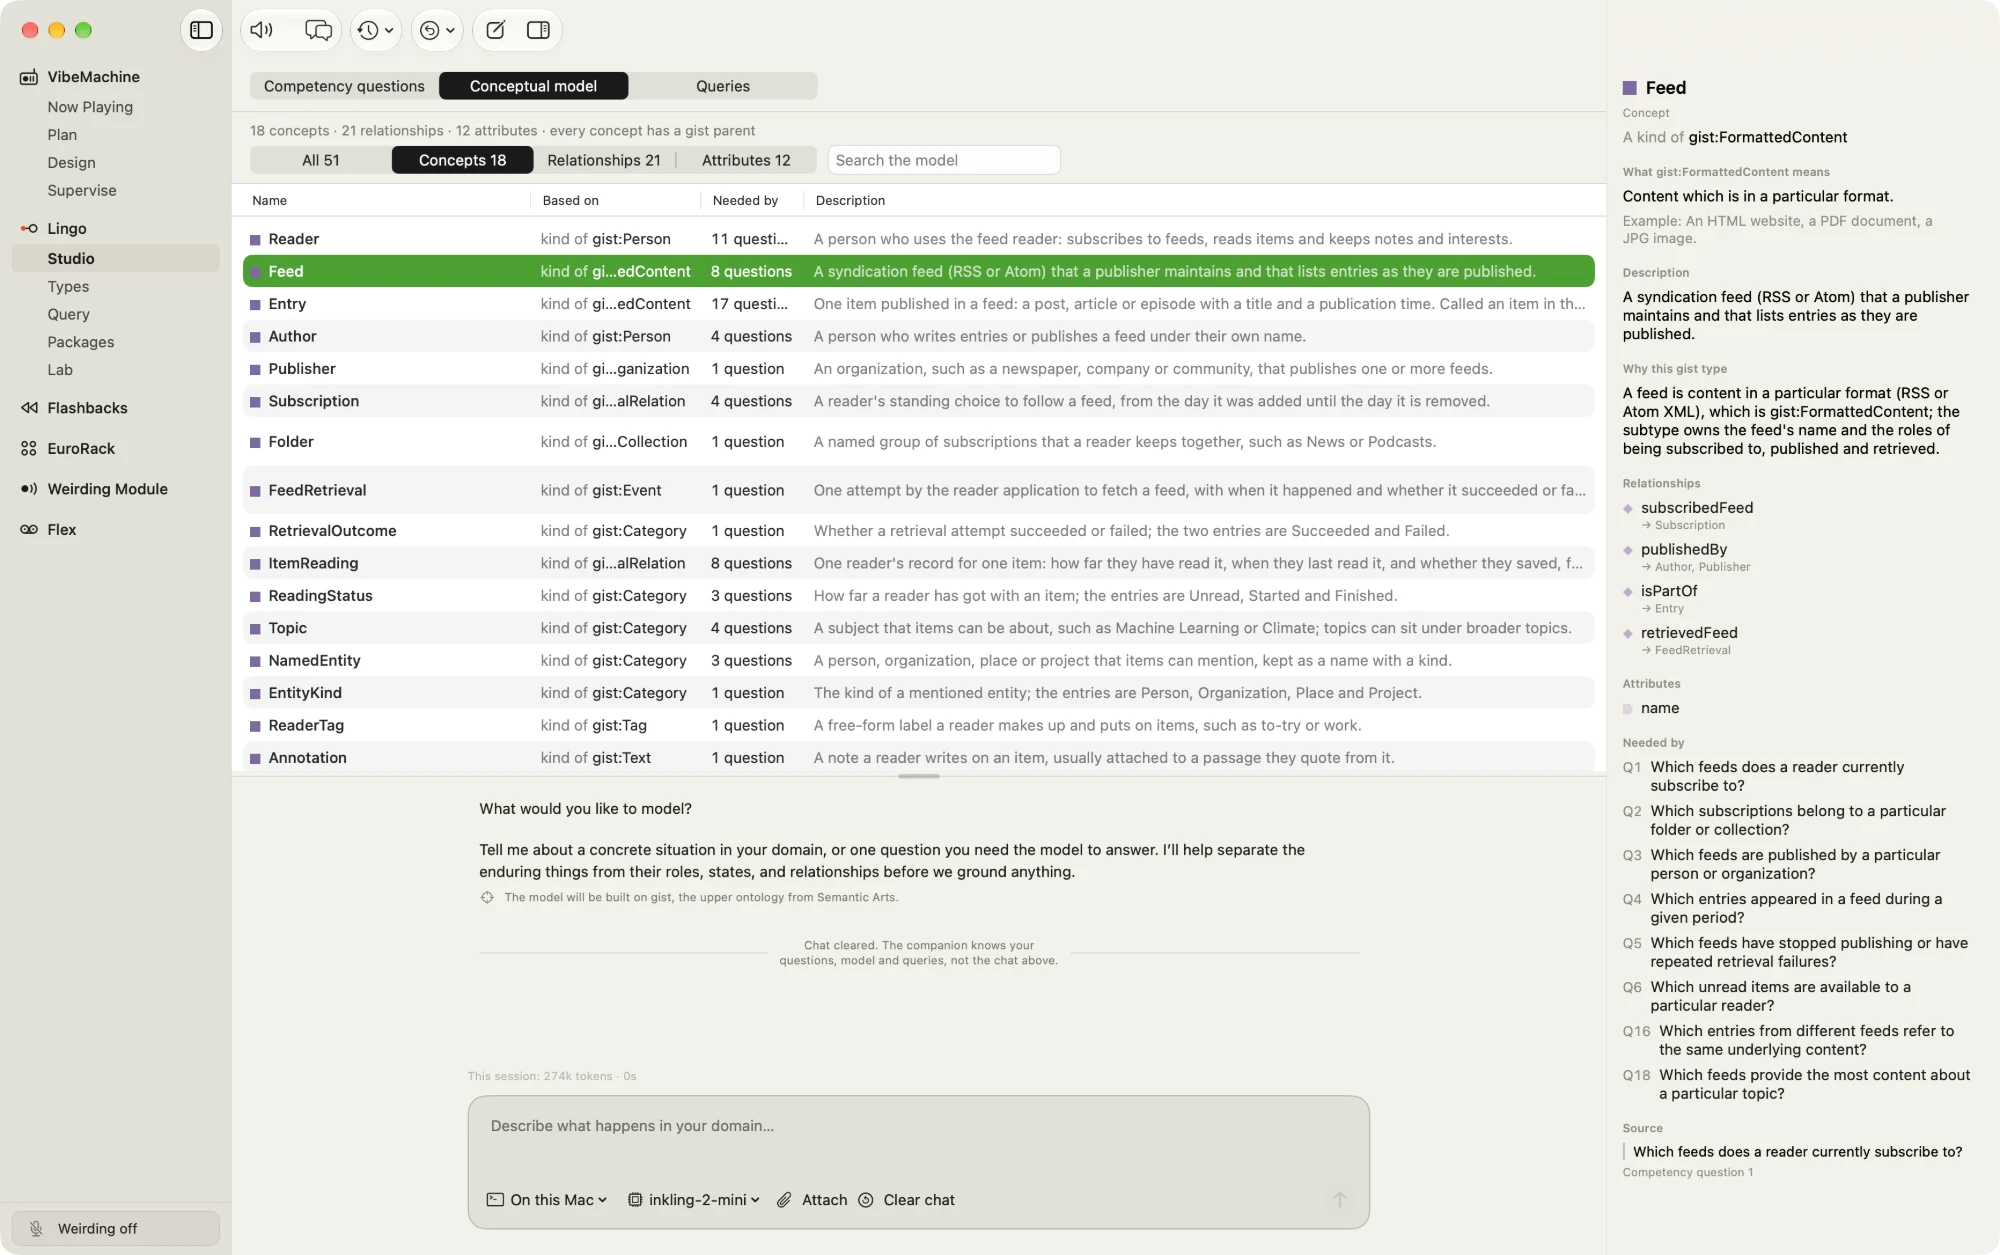 VibeMachine
Now Playing
Plan
Design
Supervise
Lingo
Studio
Types
Query
Packages
Lab
Flashbacks
EuroRack
Weirding Module
Flex
Weirding off
Competency questions
Conceptual model
Queries
18 concepts · 21 relationships · 12 attributes · every concept has a gist parent
All 51
Concepts 18
Relationships 21
Attributes 12
Search the model
Name Based on Needed by Description
Reader kind of gist:Person 11 questi... A person who uses the feed reader: subscribes to feeds, reads items and keeps notes and interests.
Feed kind of gi...edContent 8 questions A syndication feed (RSS or Atom) that a publisher maintains and that lists entries as they are published.
Entry kind of gi...edContent 17 questi... One item published in a feed: a post, article or episode with a title and a publication time. Called an item in th...
Author kind of gist:Person 4 questions A person who writes entries or publishes a feed under their own name.
Publisher kind of gi...ganization 1 question An organization, such as a newspaper, company or community, that publishes one or more feeds.
Subscription kind of gi...alRelation 4 questions A reader's standing choice to follow a feed, from the day it was added until the day it is removed.
Folder kind of gi...Collection 1 question A named group of subscriptions that a reader keeps together, such as News or Podcasts.
FeedRetrieval kind of gist:Event 1 question One attempt by the reader application to fetch a feed, with when it happened and whether it succeeded or fa...
RetrievalOutcome kind of gist:Category 1 question Whether a retrieval attempt succeeded or failed; the two entries are Succeeded and Failed.
ItemReading kind of gi...alRelation 8 questions One reader's record for one item: how far they have read it, when they last read it, and whether they saved, f...
ReadingStatus kind of gist:Category 3 questions How far a reader has got with an item; the entries are Unread, Started and Finished.
Topic kind of gist:Category 4 questions A subject that items can be about, such as Machine Learning or Climate; topics can sit under broader topics.
NamedEntity kind of gist:Category 3 questions A person, organization, place or project that items can mention, kept as a name with a kind.
EntityKind kind of gist:Category 1 question The kind of a mentioned entity; the entries are Person, Organization, Place and Project.
ReaderTag kind of gist:Tag 1 question A free-form label a reader makes up and puts on items, such as to-try or work.
Annotation kind of gist:Text 1 question A note a reader writes on an item, usually attached to a passage they quote from it.
What would you like to model?
Tell me about a concrete situation in your domain, or one question you need the model to answer. I'll help separate the
enduring things from their roles, states, and relationships before we ground anything.
The model will be built on gist, the upper ontology from Semantic Arts.
Chat cleared. The companion knows your
questions, model and queries, not the chat above.
This session: 274k tokens · 0s
Describe what happens in your domain...
On this Mac
inkling-2-mini
Attach
Clear chat
Feed
Concept
A kind of gist:FormattedContent
What gist:FormattedContent means
Content which is in a particular format.
Example: An HTML website, a PDF document, a
JPG image.
Description
A syndication feed (RSS or Atom) that a publisher
maintains and that lists entries as they are
published.
Why this gist type
A feed is content in a particular format (RSS or
Atom XML), which is gist:FormattedContent; the
subtype owns the feed's name and the roles of
being subscribed to, published and retrieved.
Relationships
subscribedFeed
→ Subscription
publishedBy
→ Author, Publisher
isPartOf
→ Entry
retrievedFeed
→ FeedRetrieval
Attributes
name
Needed by
Q1 Which feeds does a reader currently
subscribe to?
Q2 Which subscriptions belong to a particular
folder or collection?
Q3 Which feeds are published by a particular
person or organization?
Q4 Which entries appeared in a feed during a
given period?
Q5 Which feeds have stopped publishing or have
repeated retrieval failures?
Q6 Which unread items are available to a
particular reader?
Q16 Which entries from different feeds refer to
the same underlying content?
Q18 Which feeds provide the most content about
a particular topic?
Source
Which feeds does a reader currently subscribe to?
Competency question 1